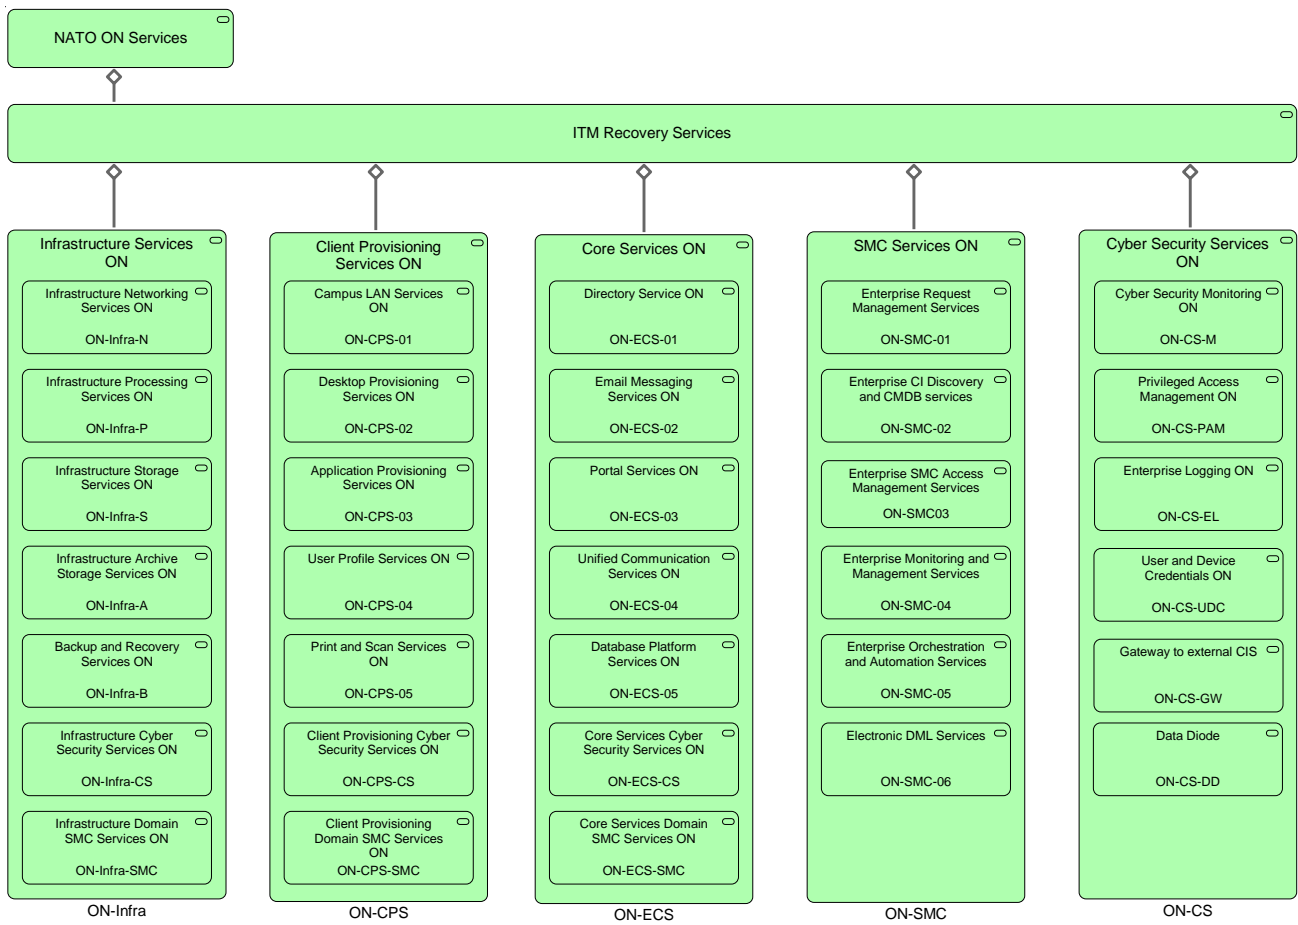 NATO ON Services
ITM Recovery Services
Infrastructure Services
ON
Infrastructure Networking
Services ON
ON-Infra-N
Infrastructure Processing
Services ON
ON-Infra-P
Infrastructure Storage
Services ON
ON-Infra-S
Infrastructure Archive
Storage Services ON
ON-Infra-A
Backup and Recovery
Services ON
ON-Infra-B
Infrastructure Cyber
Security Services ON
ON-Infra-CS
Infrastructure Domain
SMC Services ON
ON-Infra-SMC
ON-Infra
Client Provisioning
Services ON
Campus LAN Services
ON
ON-CPS-01
Desktop Provisioning
Services ON
ON-CPS-02
Application Provisioning
Services ON
ON-CPS-03
User Profile Services ON
ON-CPS-04
Print and Scan Services
ON
ON-CPS-05
Client Provisioning Cyber
Security Services ON
ON-CPS-CS
Client Provisioning
Domain SMC Services
ON
ON-CPS-SMC
ON-CPS
Core Services ON
Directory Service ON
ON-ECS-01
Email Messaging
Services ON
ON-ECS-02
Portal Services ON
ON-ECS-03
Unified Communication
Services ON
ON-ECS-04
Database Platform
Services ON
ON-ECS-05
Core Services Cyber
Security Services ON
ON-ECS-CS
Core Services Domain
SMC Services ON
ON-ECS-SMC
ON-ECS
SMC Services ON
Enterprise Request
Management Services
ON-SMC-01
Enterprise CI Discovery
and CMDB services
ON-SMC-02
Enterprise SMC Access
Management Services
ON-SMC03
Enterprise Monitoring and
Management Services
ON-SMC-04
Enterprise Orchestration
and Automation Services
ON-SMC-05
Electronic DML Services
ON-SMC-06
ON-SMC
Cyber Security Services
ON
Cyber Security Monitoring
ON
ON-CS-M
Privileged Access
Management ON
ON-CS-PAM
Enterprise Logging ON
ON-CS-EL
User and Device
Credentials ON
ON-CS-UDC
Gateway to external CIS
ON-CS-GW
Data Diode
ON-CS-DD
ON-CS